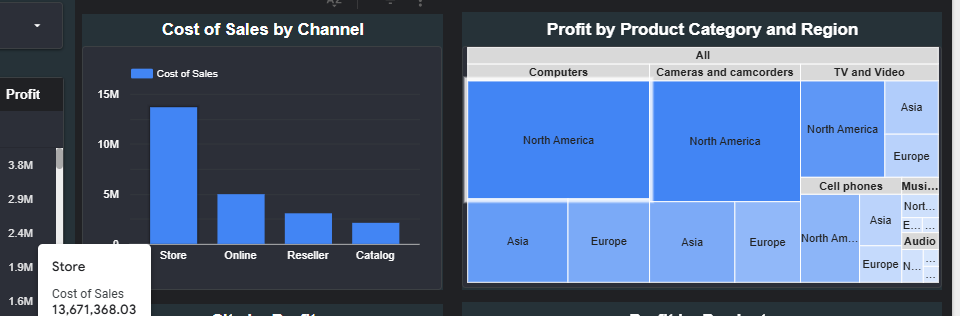 Cost of Sales by Channel
Profit by Product Category and Region
Profit
3.8M
2.9M
2.4M
1.9M
1.6M
Cost of Sales
15M
10M
5M
Store
Online
Reseller
Catalog
Store
Cost of Sales
13,671,368.03
All
Computers
Cameras and camcorders
TV and Video
North America
North America
North America
Asia
Europe
Cell phones
Musi...
Asia
Europe
Asia
Europe
North Am...
Asia
Europe
Nort...
E...
...
Audio
N...
...
...